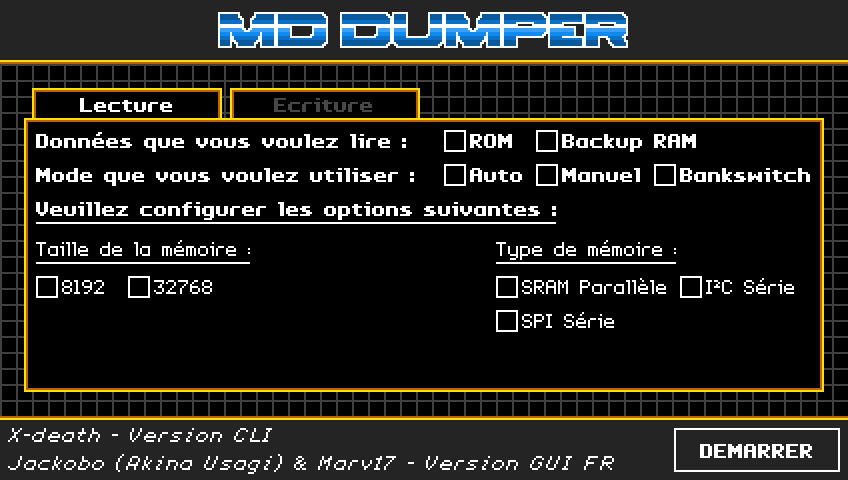 MD DUMPER
Lecture Ecriture
Données que vous voulez lire : ROM Backup RAM
Mode que vous voulez utiliser : Auto Manuel Bankswitch
Veuillez configurer les options suivantes :
Taille de la mémoire : Type de mémoire :
8192 32768 SRAM Parallèle I²C Série
SPI Série
X-death - Version CLI
Jackobo (Akina Usagi) & Marv17 - Version GUI FR
DEMARRER